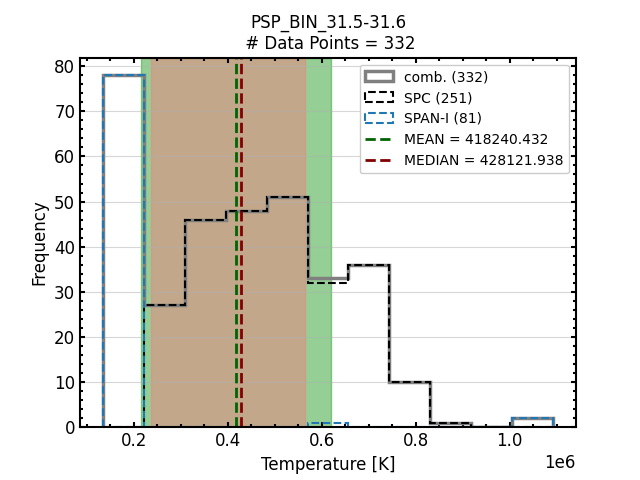 PSP_BIN_31.5-31.6
# Data Points = 332
comb. (332)
SPC (251)
SPAN-I (81)
MEAN = 418240.432
MEDIAN = 428121.938
Frequency
80
70
60
50
40
30
20
10
0
0.2 0.4 0.6 0.8 1.0
1e6
Temperature [K]